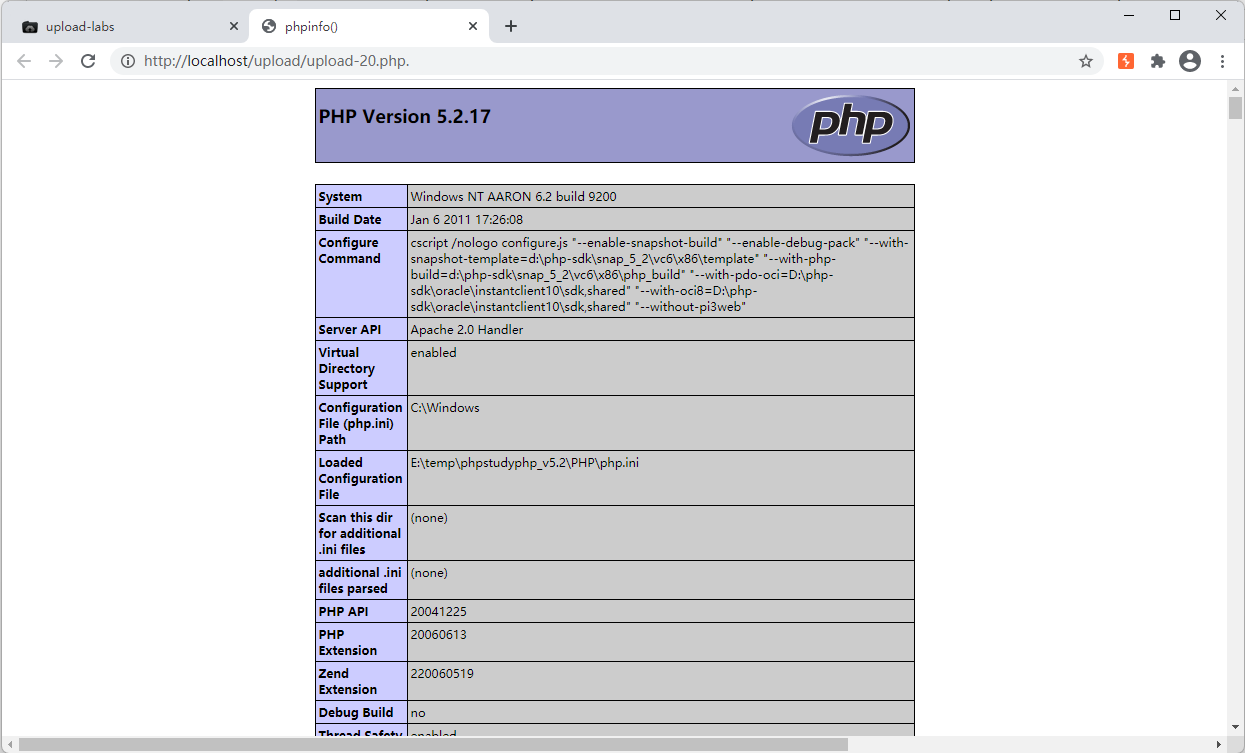 upload-labs
phpinfo()
http://localhost/upload/upload-20.php.
PHP Version 5.2.17
php
System
Windows NT AARON 6.2 build 9200
Build Date
Jan 6 2011 17:26:08
Configure
Command
cscript /nologo configure.js "--enable-snapshot-build" "--enable-debug-pack" "--with-
snapshot-template=d:\php-sdk\snap_5_2\vc6\x86\template" "--with-php-
build=d:\php-sdk\snap_5_2\vc6\x86\php_build" "--with-pdo-oci=D:\php-
sdk\oracle\instantclient10\sdk,shared" "--with-oci8=D:\php-
sdk\oracle\instantclient10\sdk,shared" "--without-pi3web"
Server API
Apache 2.0 Handler
Virtual
Directory
Support
enabled
Configuration
File (php.ini)
Path
C:\Windows
Loaded
Configuration
File
E:\temp\phpstudyphp_v5.2\PHP\php.ini
Scan this dir
for additional
.ini files
(none)
additional .ini
files parsed
(none)
PHP API
20041225
PHP
Extension
20060613
Zend
Extension
220060519
Debug Build
no
Thread Safety
enabled